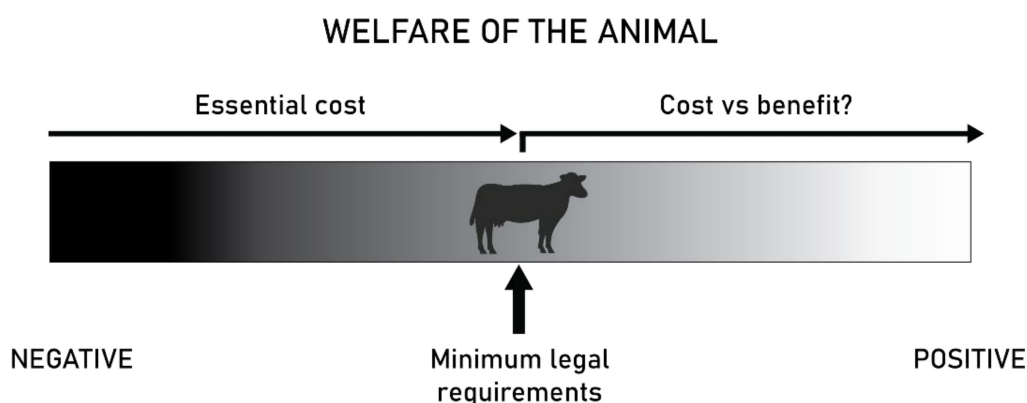 WELFARE OF THE ANIMAL
Essential cost
Cost vs benefit?
NEGATIVE
Minimum legal
requirements
POSITIVE